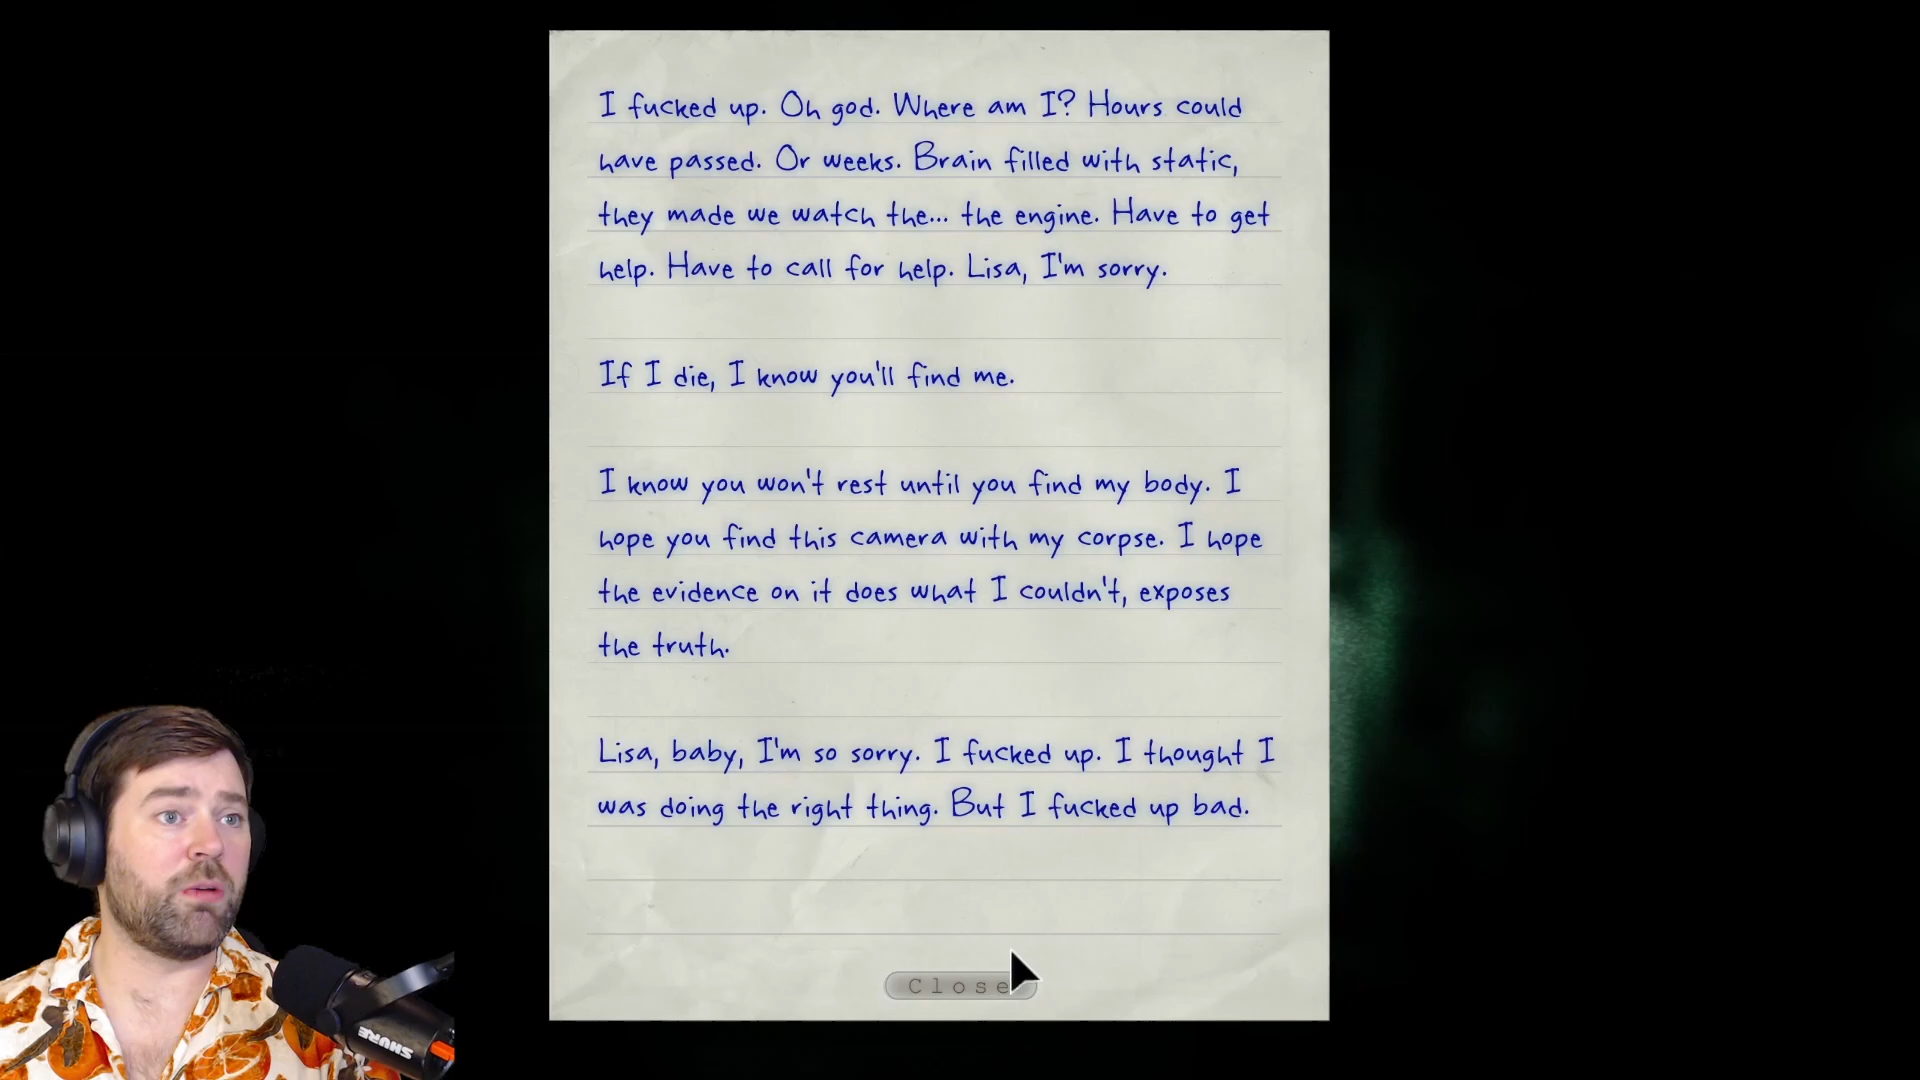 I fucked up. Oh god. Where am I? Hours could
have passed. Or weeks. Brain filled with static,
they made we watch the... the engine. Have to get
help. Have to call for help. Lisa, I'm sorry.
If I die, I know you'll find me.
I know you won't rest until you find my body. I
hope you find this camera with my corpse. I hope
the evidence on it does what I couldn't, exposes
the truth.
Lisa, baby, I'm so sorry. I fucked up. I thought I
was doing the right thing. But I fucked up bad.
Close
SHURE